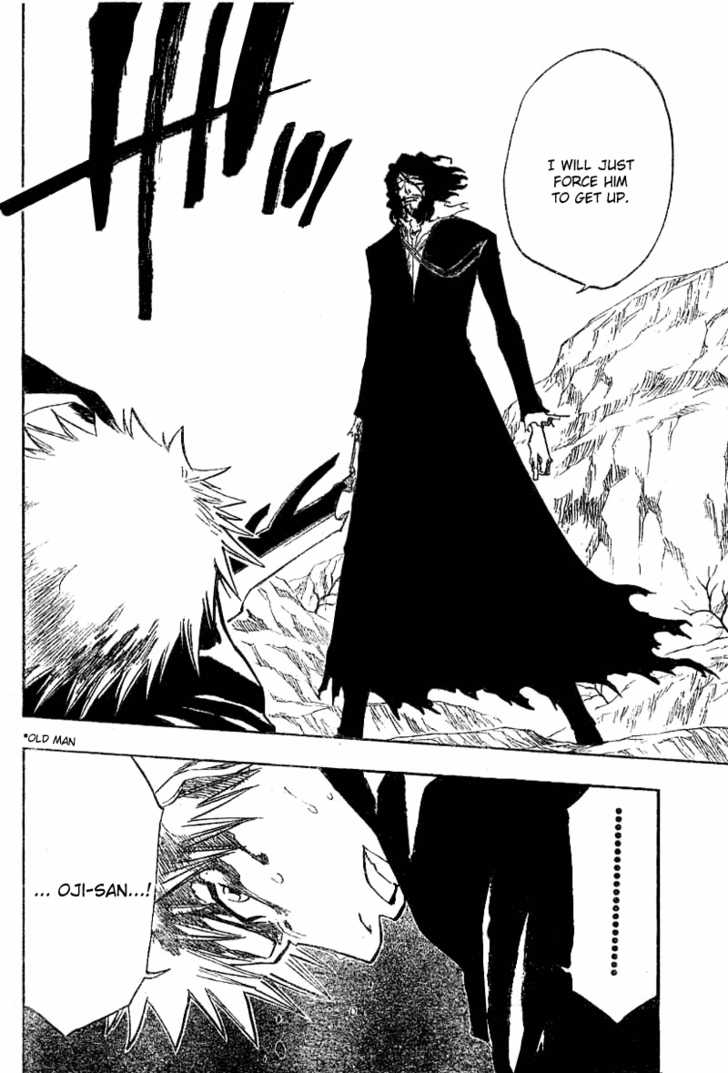 I WILL JUST
FORCE HIM
TO GET UP.
*OLD MAN
... OJI-SAN...!